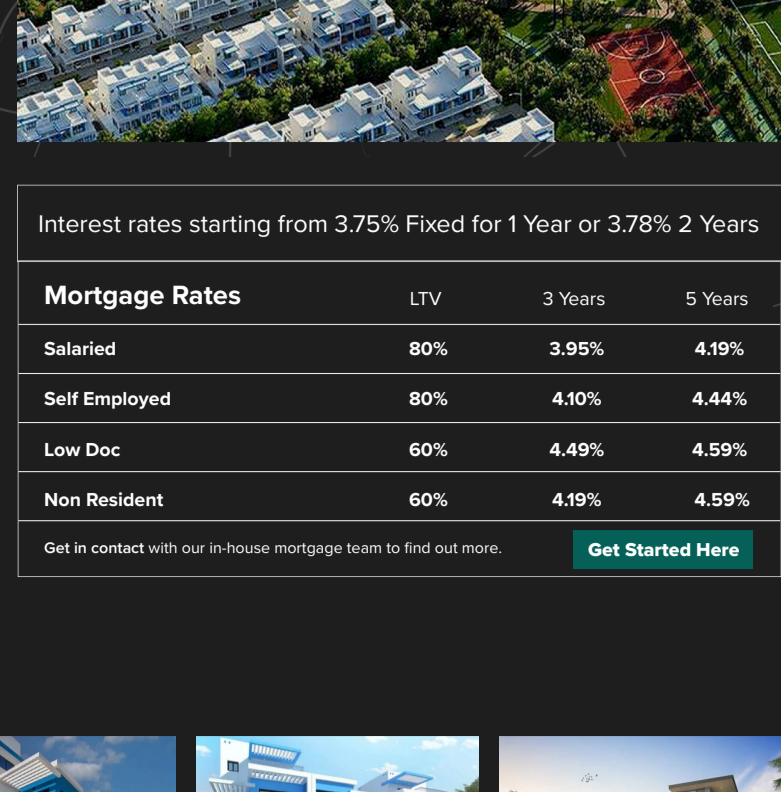 Interest rates starting from 3.75% Fixed for 1 Year or 3.78% 2 Years
Mortgage Rates LTV 3 Years 5 Years
Salaried 80% 3.95% 4.19%
Self Employed 80% 4.10% 4.44%
Low Doc 60% 4.49% 4.59%
Non Resident 60% 4.19% 4.59%
Get in contact with our in-house mortgage team to find out more. Get Started Here